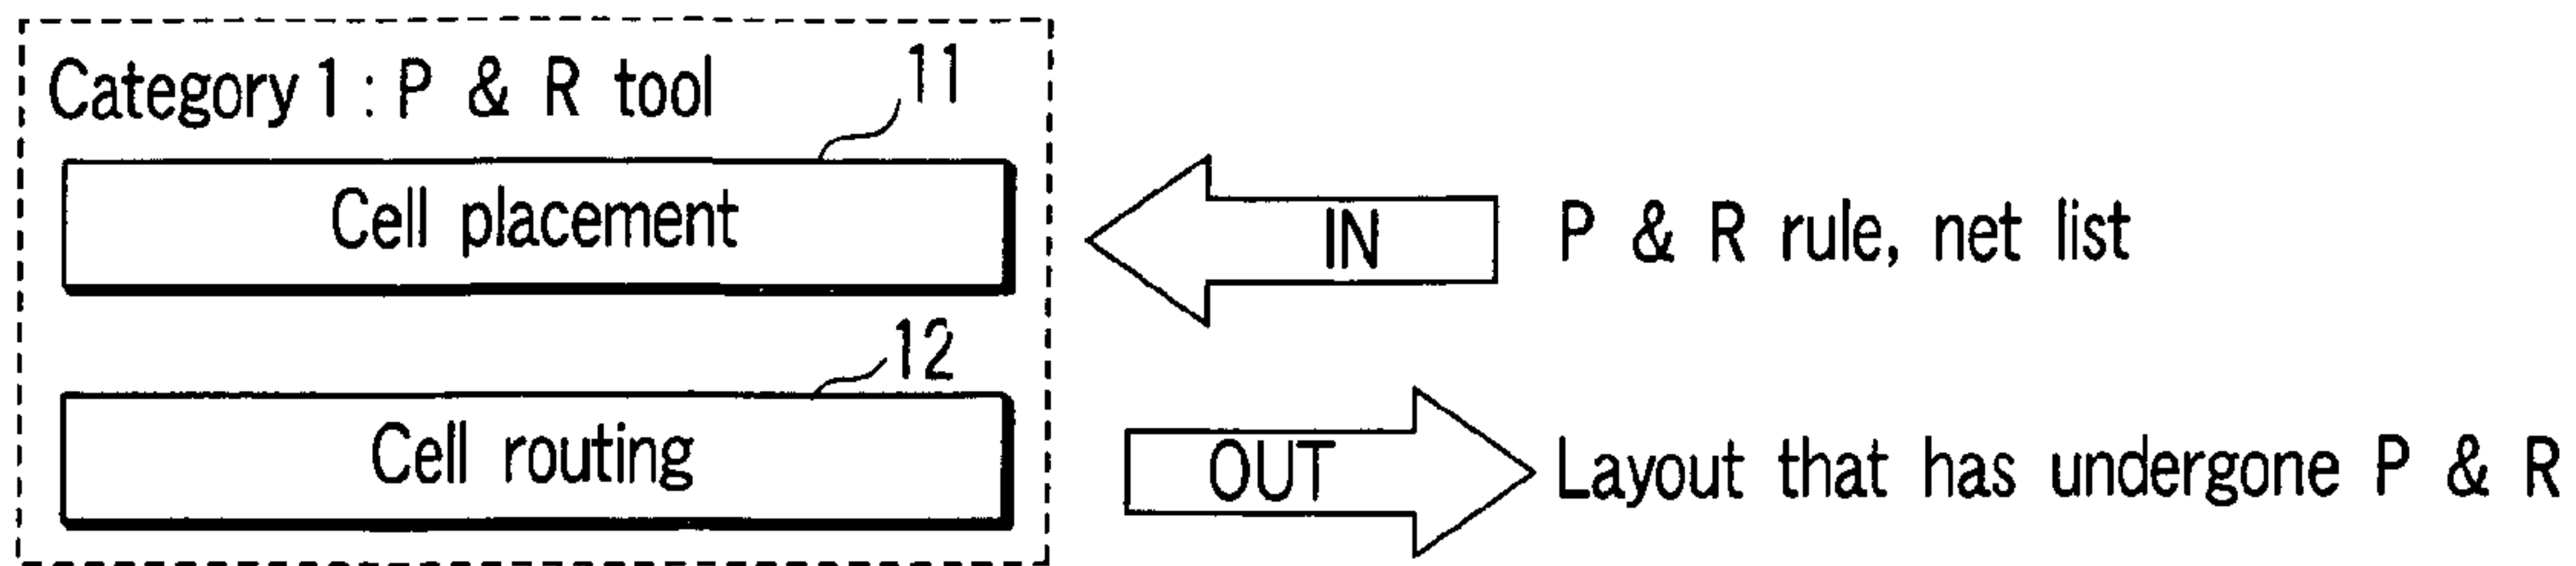 Category 1 : P & R tool
11
Cell placement
IN
P & R rule, net list
12
Cell routing
OUT
Layout that has undergone P & R